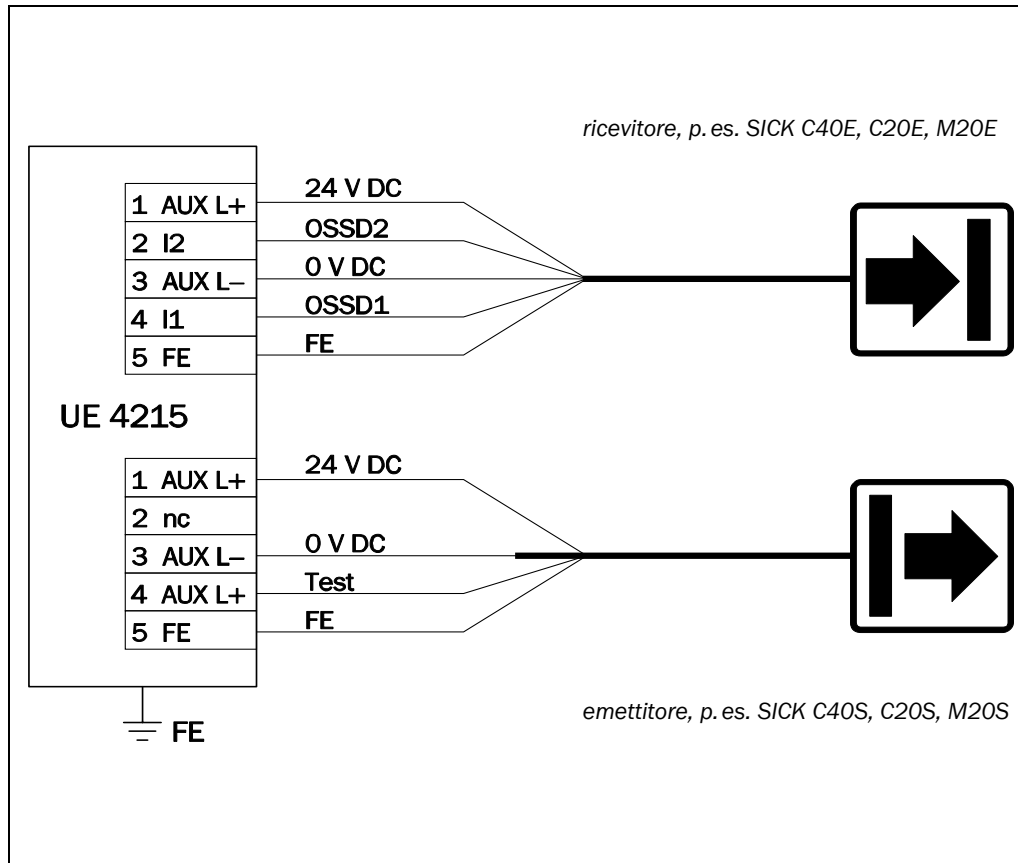 ricevitore, p. es. SICK C40E, C20E, M20E
1 AUX L+ 24 V DC
2 I2 OSSD2
3 AUX L− 0 V DC
4 I1 OSSD1
5 FE FE
UE 4215
1 AUX L+ 24 V DC
2 nc
3 AUX L− 0 V DC
4 AUX L+ Test
5 FE FE
emettitore, p. es. SICK C40S, C20S, M20S
FE